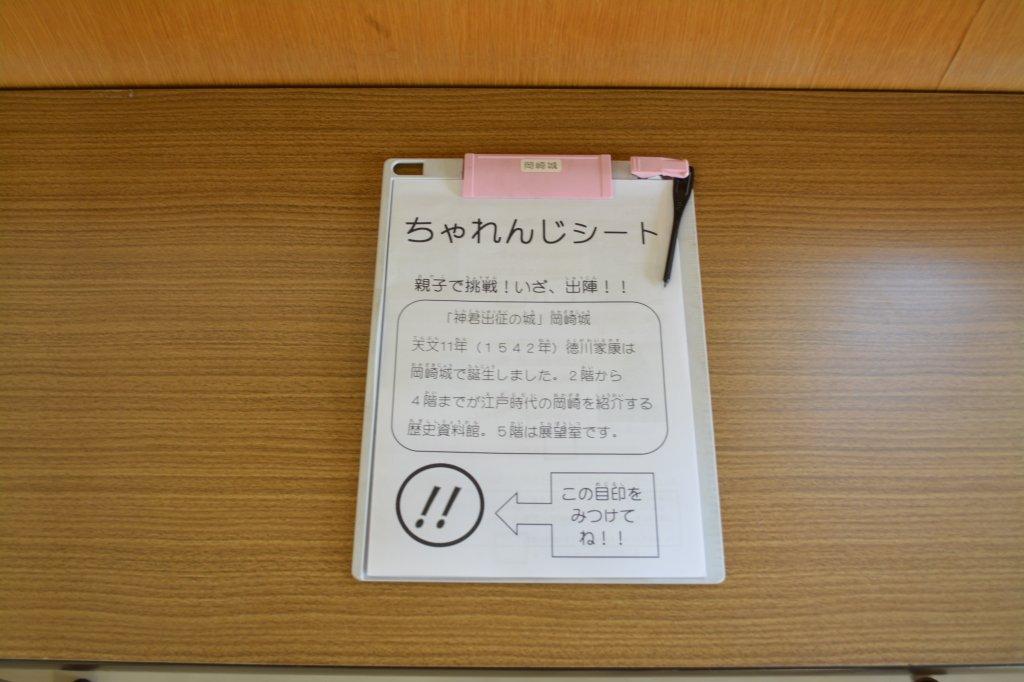 岡崎城
ちゃれんじシート
親子で挑戦！いざ、出陣！！
「神君出征の城」岡崎城
天文11年（１５４２年）徳川家康は
岡崎城で誕生しました。２階から
４階までが江戸時代の岡崎を紹介する
歴史資料館。５階は展望室です。
!!
この目印を
みつけて
ね！！